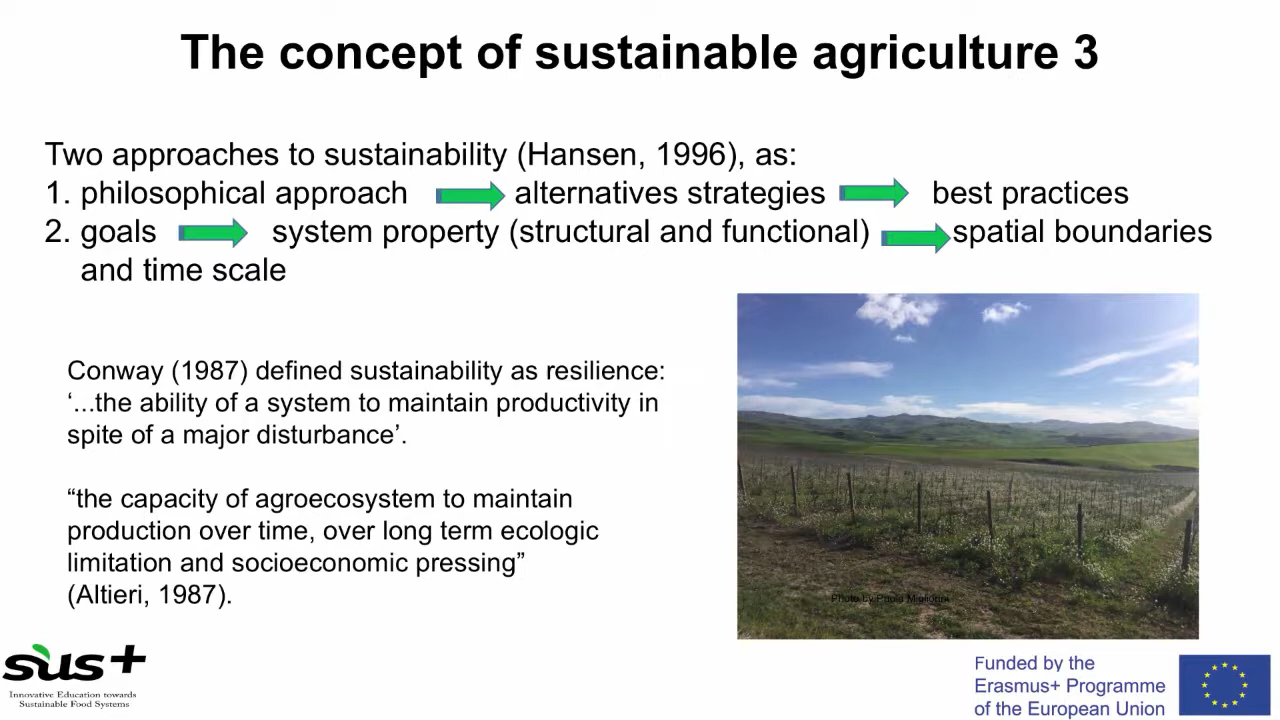 The concept of sustainable agriculture 3
Two approaches to sustainability (Hansen, 1996), as:
1. philosophical approach alternatives strategies best practices
2. goals system property (structural and functional) spatial boundaries
and time scale
Conway (1987) defined sustainability as resilience:
‘...the ability of a system to maintain productivity in
spite of a major disturbance’.
“the capacity of agroecosystem to maintain
production over time, over long term ecologic
limitation and socioeconomic pressing”
(Altieri, 1987).
Photo by Paola Migliorini
sus+
Innovative Education towards
Sustainable Food Systems
Funded by the
Erasmus+ Programme
of the European Union